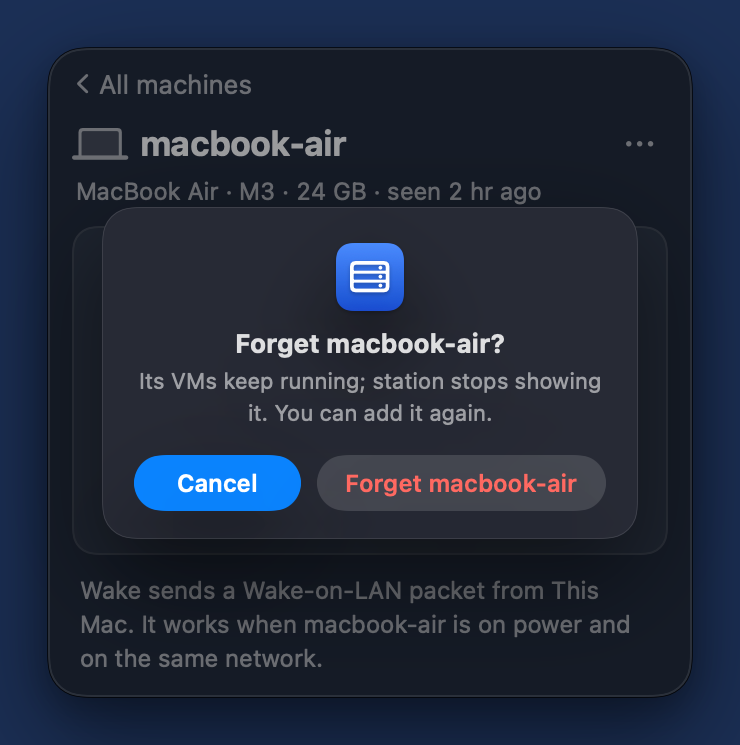 All machines
macbook-air
MacBook Air · M3 · 24 GB · seen 2 hr ago
Forget macbook-air?
Its VMs keep running; station stops showing
it. You can add it again.
Cancel
Forget macbook-air
Wake sends a Wake-on-LAN packet from This
Mac. It works when macbook-air is on power and
on the same network.